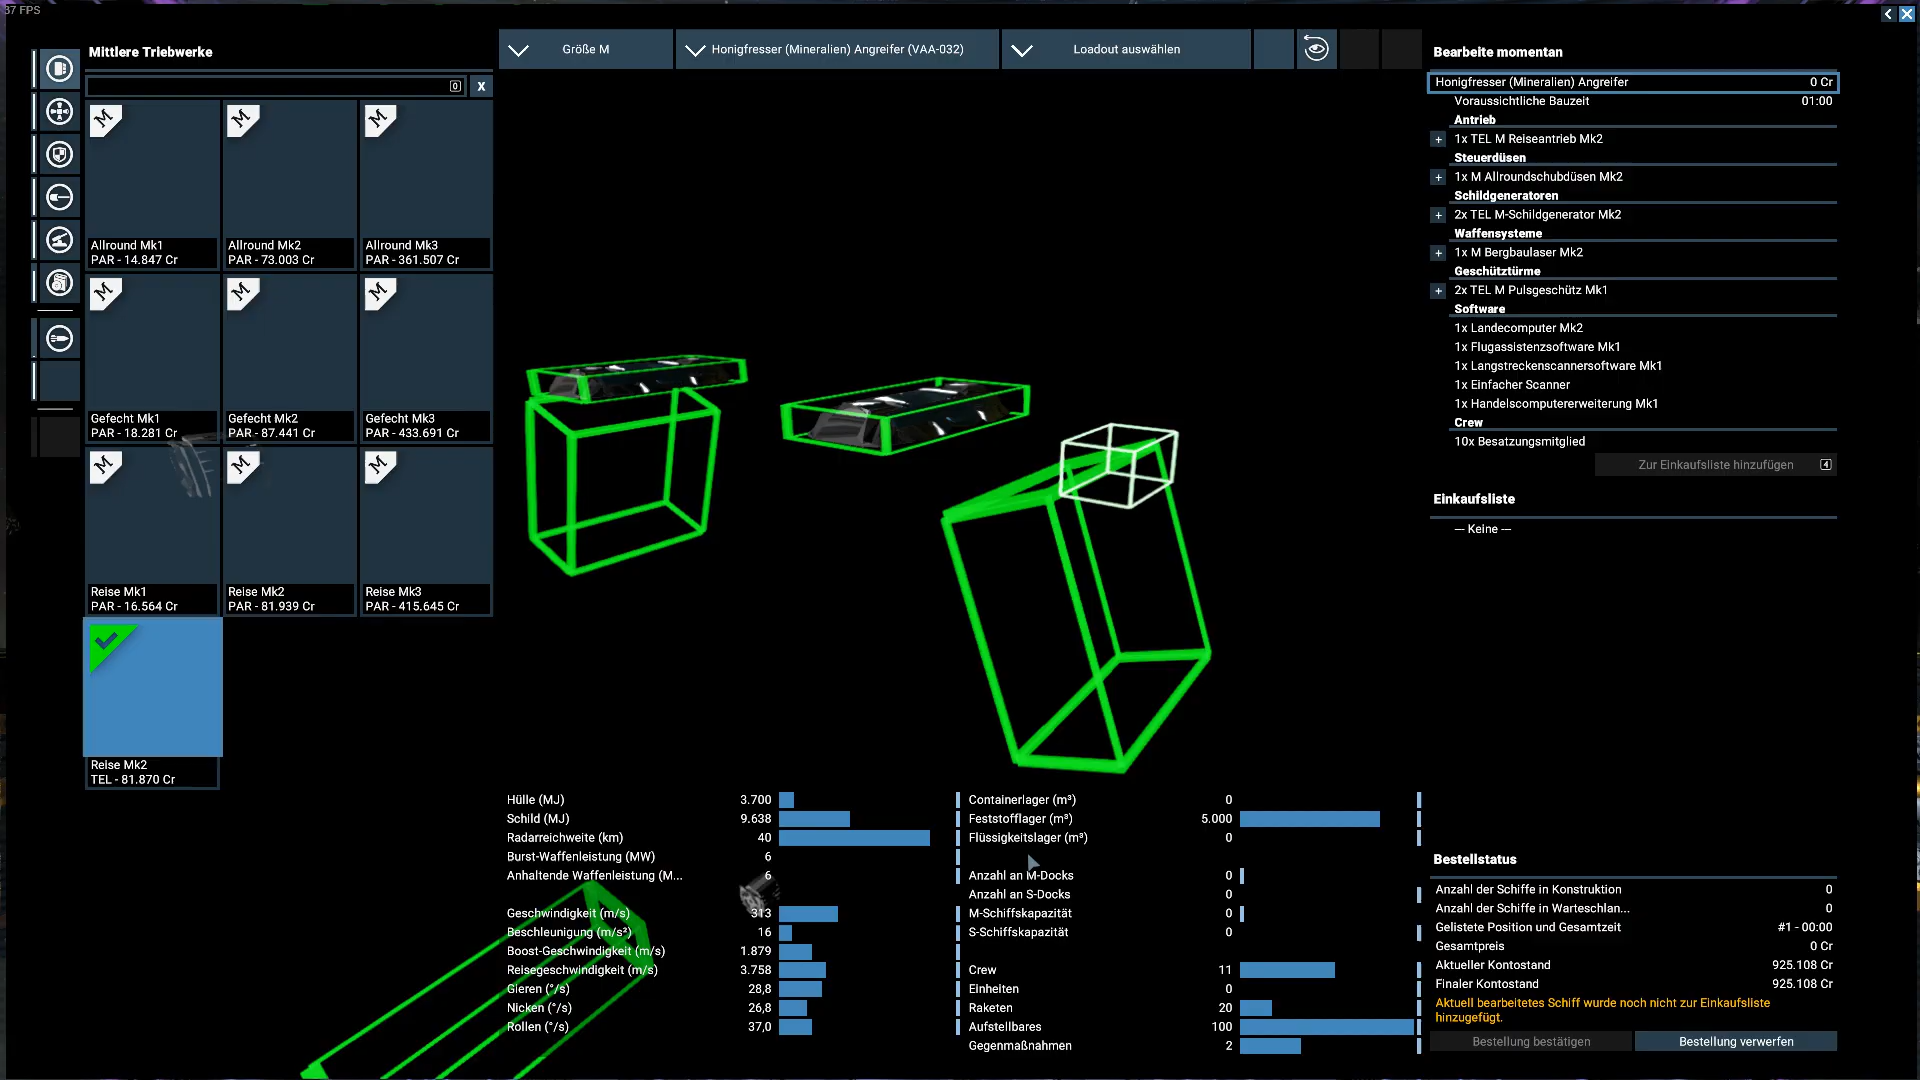 37 FPS
Mittlere Triebwerke
0
X
M
M
M
Allround Mk1
PAR - 14.847 Cr
Allround Mk2
PAR - 73.003 Cr
Allround Mk3
PAR - 361.507 Cr
M
M
M
Gefecht Mk1
PAR - 18.281 Cr
Gefecht Mk2
PAR - 87.441 Cr
Gefecht Mk3
PAR - 433.691 Cr
M
M
M
Reise Mk1
PAR - 16.564 Cr
Reise Mk2
PAR - 81.939 Cr
Reise Mk3
PAR - 415.645 Cr
Reise Mk2
TEL - 81.870 Cr
Größe M
Honigfresser (Mineralien) Angreifer (VAA-032)
Loadout auswählen
Hülle (MJ) 3.700
Schild (MJ) 9.638
Radarreichweite (km) 40
Burst-Waffenleistung (MW) 6
Anhaltende Waffenleistung (M... 6
Geschwindigkeit (m/s) 313
Beschleunigung (m/s²) 16
Boost-Geschwindigkeit (m/s) 1.879
Reisegeschwindigkeit (m/s) 3.758
Gieren (°/s) 28,8
Nicken (°/s) 26,8
Rollen (°/s) 37,0
Containerlager (m³) 0
Feststofflager (m³) 5.000
Flüssigkeitslager (m³) 0
Anzahl an M-Docks 0
Anzahl an S-Docks 0
M-Schiffskapazität 0
S-Schiffskapazität 0
Crew 11
Einheiten 0
Raketen 20
Aufstellbares 100
Gegenmaßnahmen 2
Bearbeite momentan
Honigfresser (Mineralien) Angreifer 0 Cr
Voraussichtliche Bauzeit 01:00
Antrieb
+ 1x TEL M Reiseantrieb Mk2
Steuerdüsen
+ 1x M Allroundschubdüsen Mk2
Schildgeneratoren
+ 2x TEL M-Schildgenerator Mk2
Waffensysteme
+ 1x M Bergbaulaser Mk2
Geschütztürme
+ 2x TEL M Pulsgeschütz Mk1
Software
1x Landecomputer Mk2
1x Flugassistenzsoftware Mk1
1x Langstreckenscannersoftware Mk1
1x Einfacher Scanner
1x Handelscomputererweiterung Mk1
Crew
10x Besatzungsmitglied
Zur Einkaufsliste hinzufügen 4
Einkaufsliste
— Keine —
Bestellstatus
Anzahl der Schiffe in Konstruktion 0
Anzahl der Schiffe in Warteschlan... 0
Gelistete Position und Gesamtzeit #1 - 00:00
Gesamtpreis 0 Cr
Aktueller Kontostand 925.108 Cr
Finaler Kontostand 925.108 Cr
Aktuell bearbeitetes Schiff wurde noch nicht zur Einkaufsliste
hinzugefügt.
Bestellung bestätigen
Bestellung verwerfen